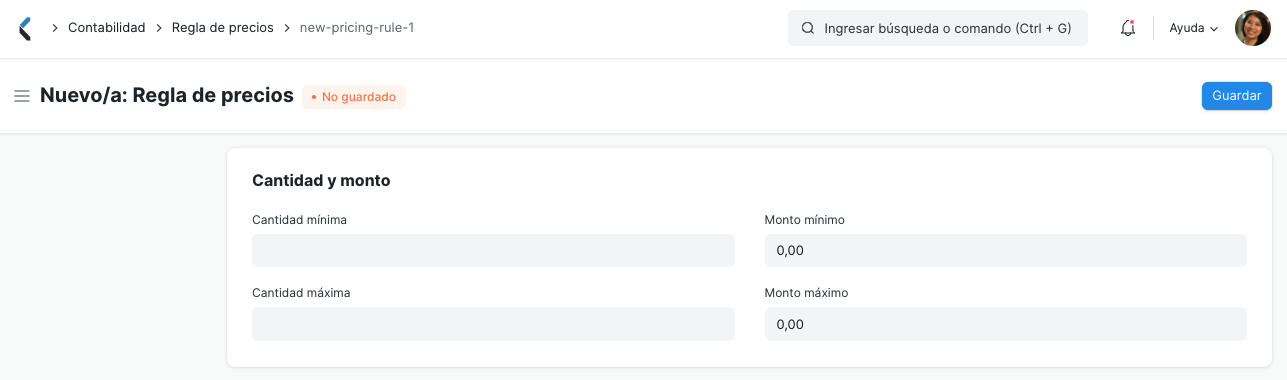 Contabilidad
Regla de precios
new-pricing-rule-1
Ingresar búsqueda o comando (Ctrl + G)
Ayuda
Nuevo/a: Regla de precios
• No guardado
Guardar
Cantidad y monto
Cantidad mínima
Monto mínimo
0,00
Cantidad máxima
Monto máximo
0,00